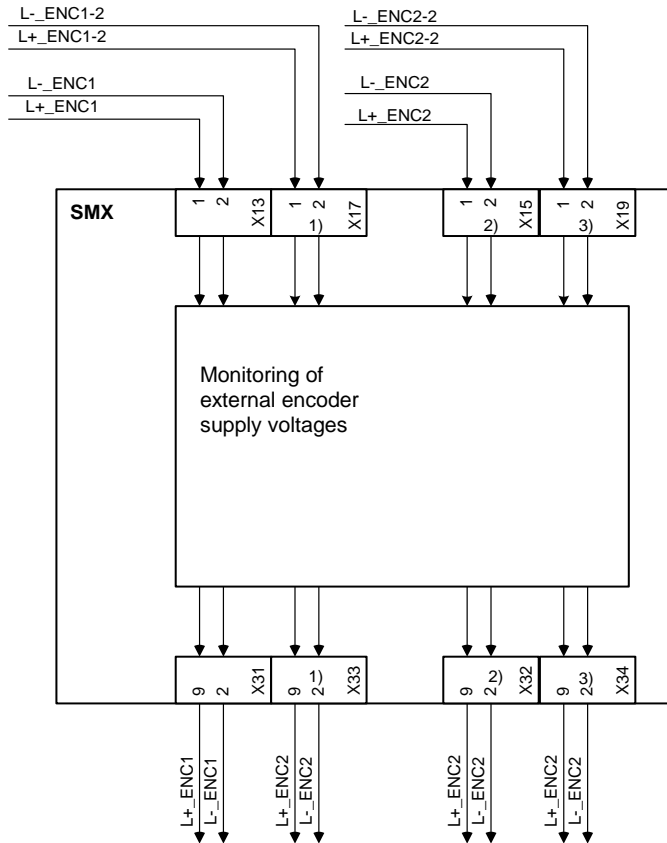 L-_ENC1-2
L+_ENC1-2
L-_ENC2-2
L+_ENC2-2
L-_ENC1
L+_ENC1
L-_ENC2
L+_ENC2
SMX
1 2 X13
1 2 1) X17
1 2 2) X15
1 2 3) X19
Monitoring of
external encoder
supply voltages
9 2 X31
9 2 1) X33
9 2 2) X32
9 2 3) X34
L+_ENC1
L-_ENC1
L+_ENC2
L-_ENC2
L+_ENC2
L-_ENC2
L+_ENC2
L-_ENC2